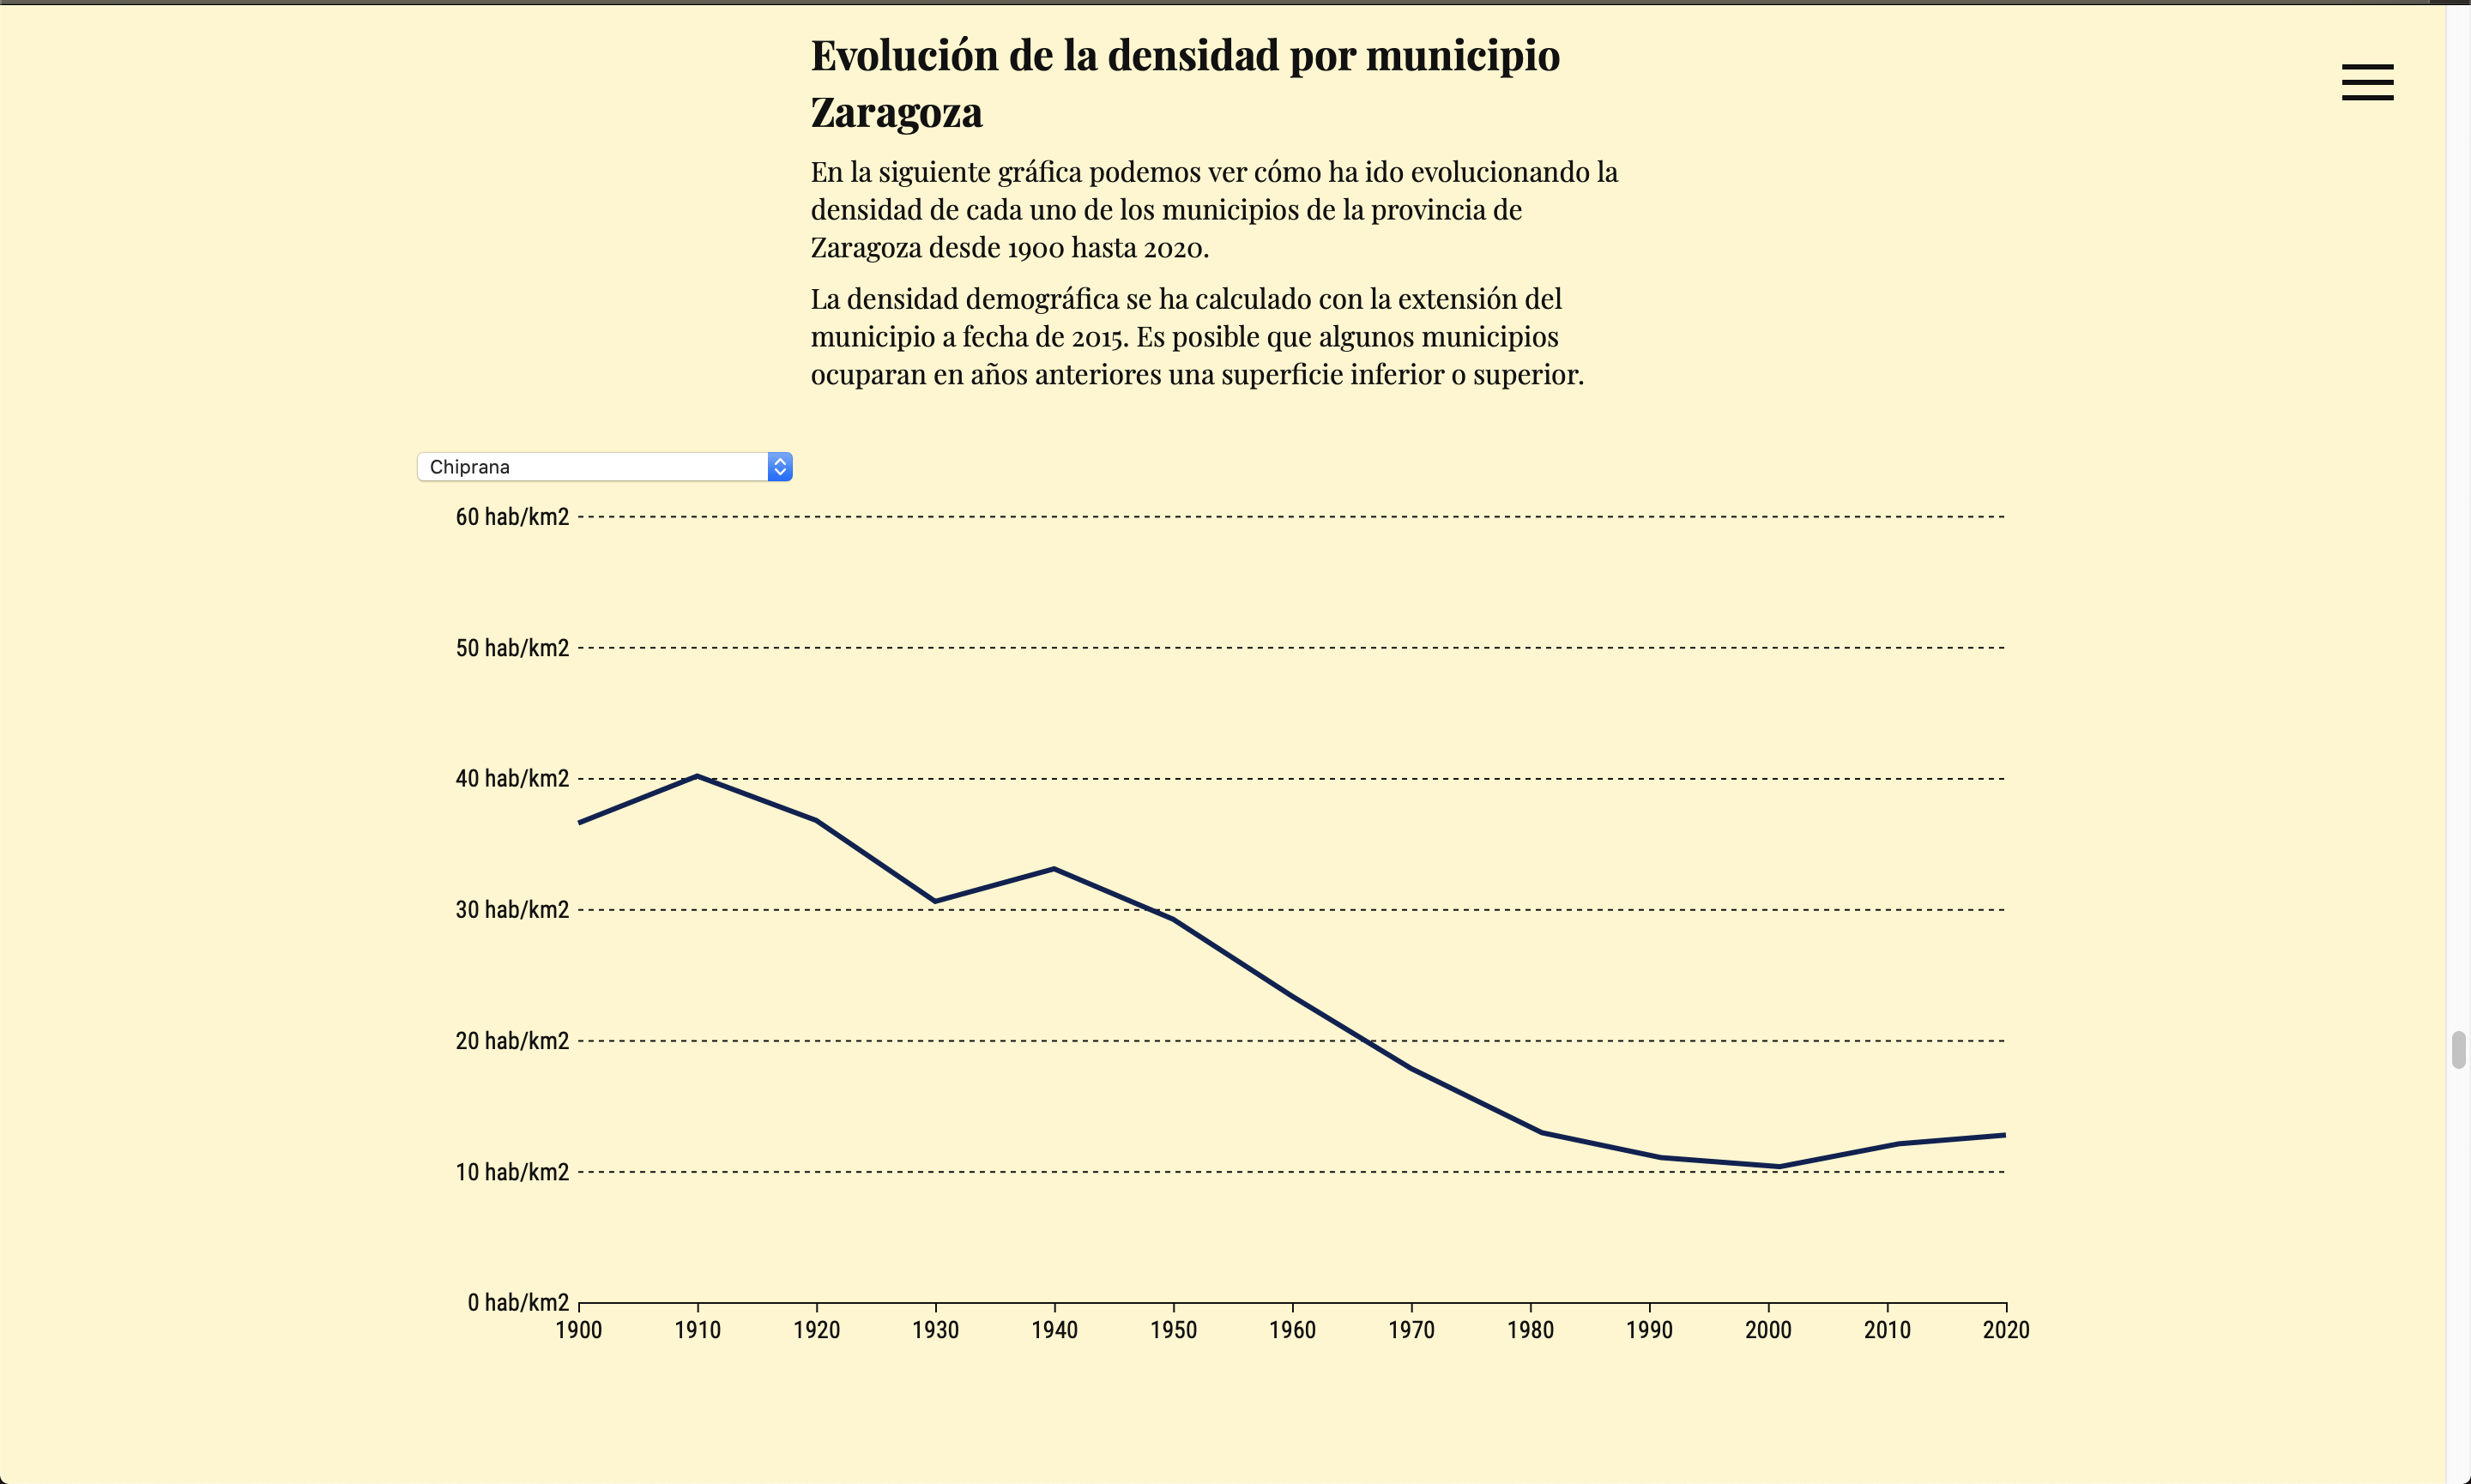 Evolución de la densidad por municipio
Zaragoza
En la siguiente gráfica podemos ver cómo ha ido evolucionando la
densidad de cada uno de los municipios de la provincia de
Zaragoza desde 1900 hasta 2020.
La densidad demográfica se ha calculado con la extensión del
municipio a fecha de 2015. Es posible que algunos municipios
ocuparan en años anteriores una superficie inferior o superior.
Chiprana
60 hab/km2
50 hab/km2
40 hab/km2
30 hab/km2
20 hab/km2
10 hab/km2
0 hab/km2
1900 1910 1920 1930 1940 1950 1960 1970 1980 1990 2000 2010 2020